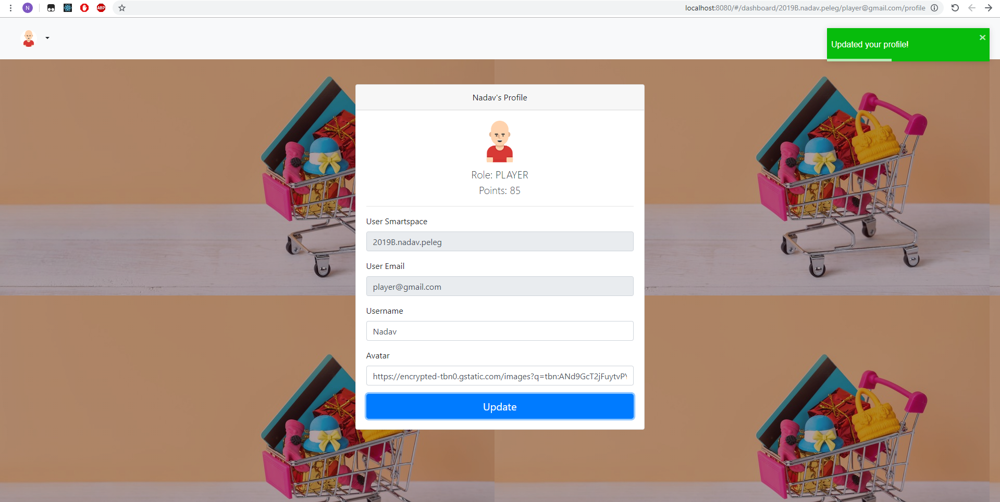 N
ABP
localhost:8080/#/dashboard/2019B.nadav.peleg/player@gmail.com/profile
Updated your profile!
Nadav's Profile
Role: PLAYER
Points: 85
User Smartspace
2019B.nadav.peleg
User Email
player@gmail.com
Username
Nadav
Avatar
https://encrypted-tbn0.gstatic.com/images?q=tbn:ANd9GcT2jFuytvPY
Update